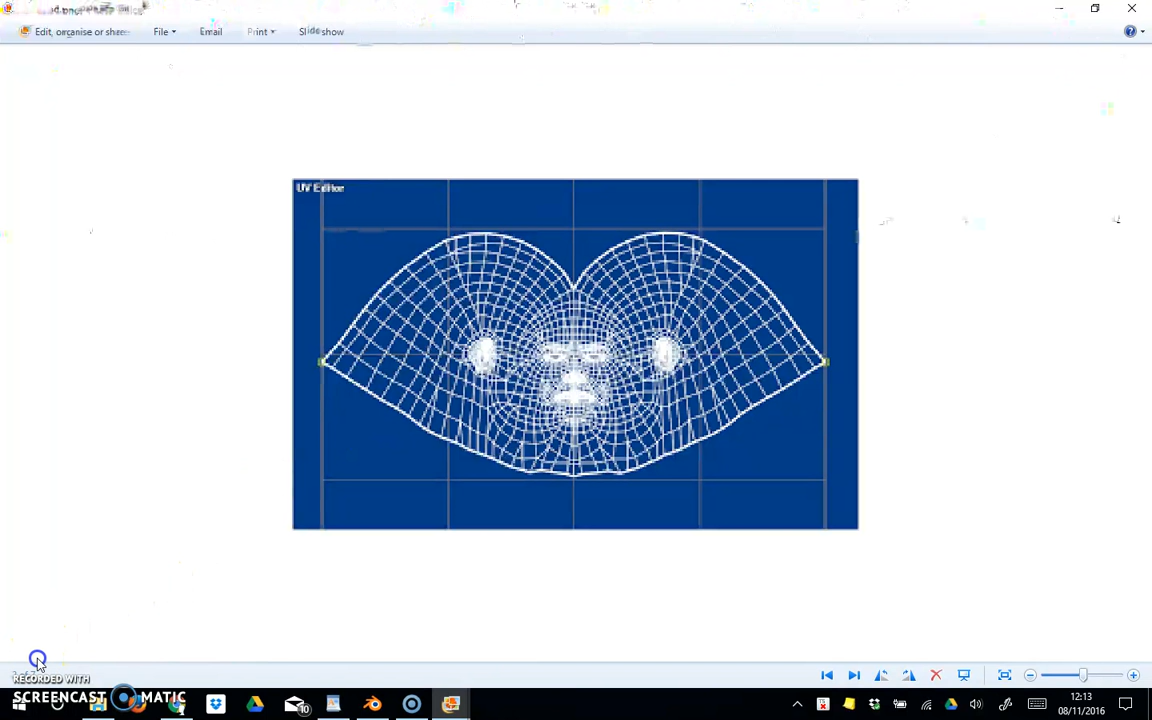 Edit, organise or share
File
Email
Print
Slide show
UV Editor
RECORDED WITH
SCREENCAST MATIC
10
12:13
08/11/2016